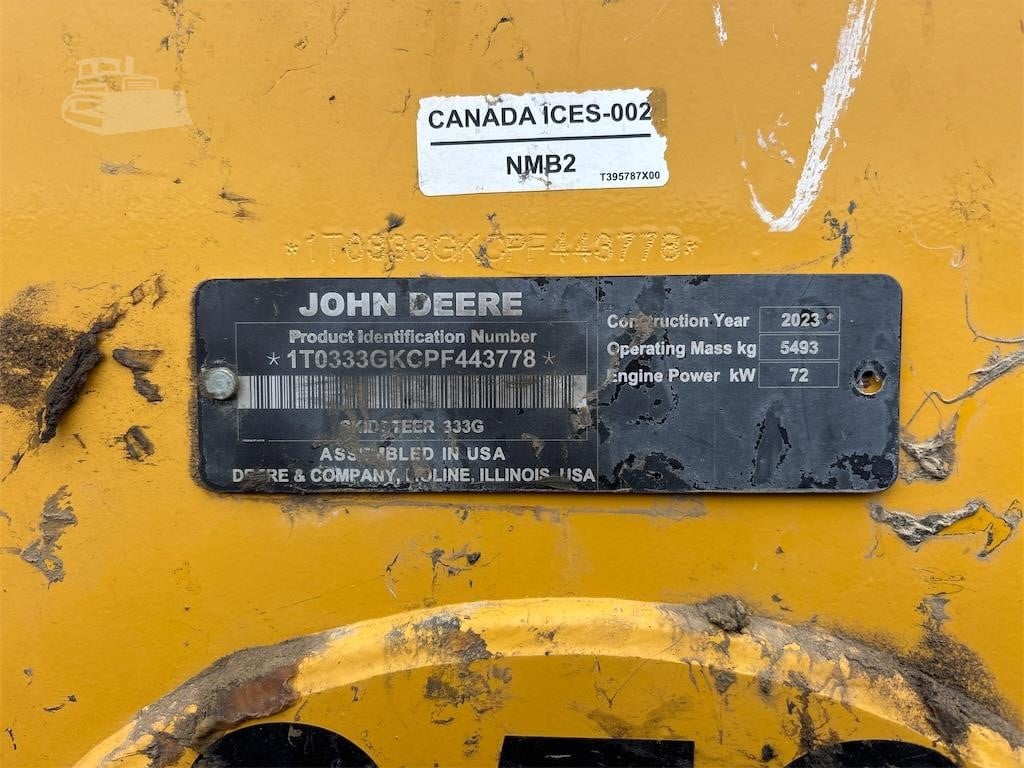 CANADA ICES-002
NMB2
T395787X00
*1T0333GKCPF443778*
JOHN DEERE
Product Identification Number
*1T0333GKCPF443778*
SKIDSTEER 333G
ASSEMBLED IN USA
DEERE & COMPANY, MOLINE, ILLINOIS, USA
Construction Year 2023
Operating Mass kg 5493
Engine Power kW 72